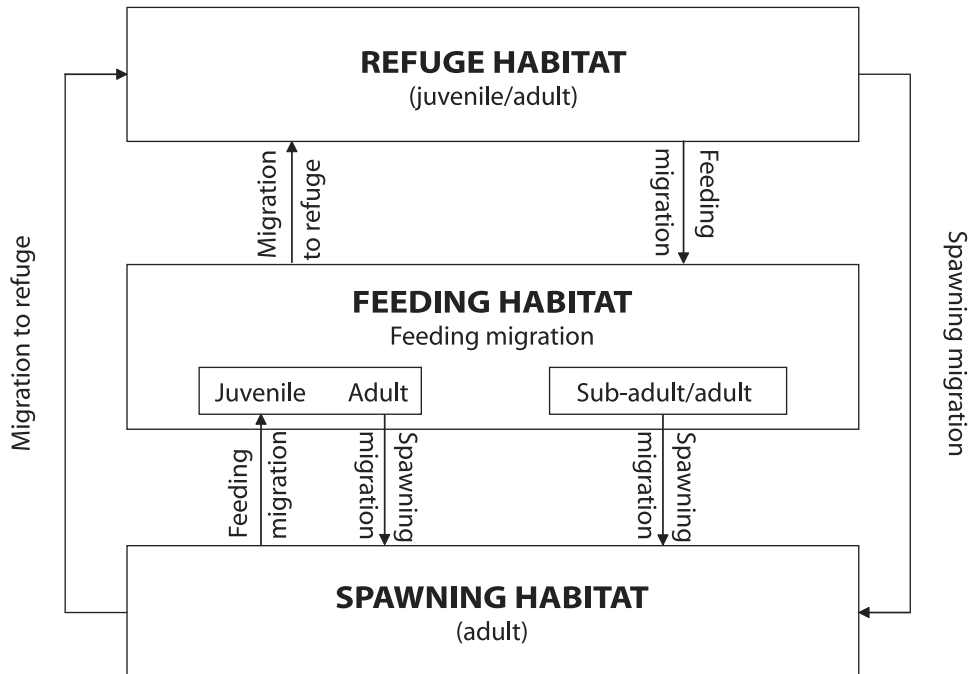 REFUGE HABITAT
(juvenile/adult)
Migration
to refuge
Feeding
migration
FEEDING HABITAT
Feeding migration
Juvenile Adult
Sub-adult/adult
Feeding
migration
Spawning
migration
Spawning
migration
SPAWNING HABITAT
(adult)
Migration to refuge
Spawning migration